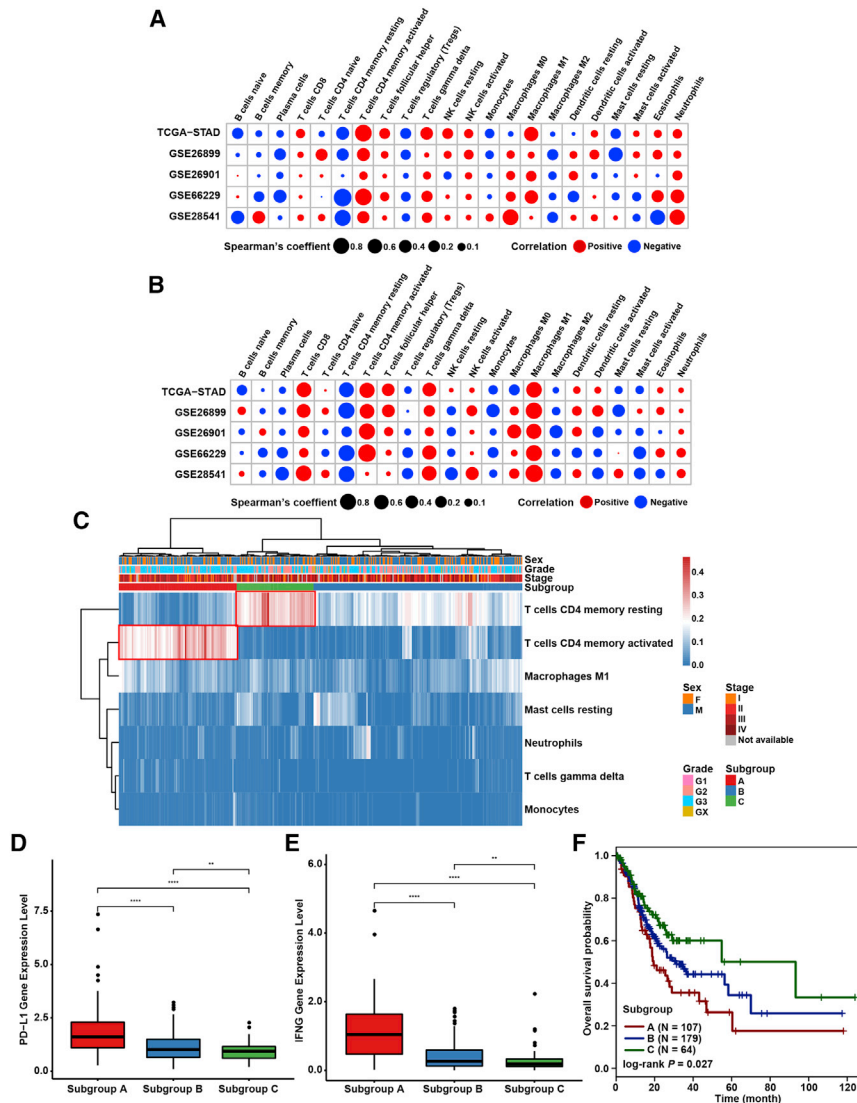 A
B cells naive
B cells memory
Plasma cells
T cells CD8
T cells CD4 naive
T cells CD4 memory resting
T cells CD4 memory activated
T cells follicular helper
T cells regulatory (Tregs)
T cells gamma delta
NK cells resting
NK cells activated
Monocytes
Macrophages M0
Macrophages M1
Macrophages M2
Dendritic cells resting
Dendritic cells activated
Mast cells resting
Mast cells activated
Eosinophils
Neutrophils
TCGA-STAD
GSE26899
GSE26901
GSE66229
GSE28541
Spearman's coeffient 0.8 0.6 0.4 0.2 0.1 Correlation Positive Negative
B
B cells naive
B cells memory
Plasma cells
T cells CD8
T cells CD4 naive
T cells CD4 memory resting
T cells CD4 memory activated
T cells follicular helper
T cells regulatory (Tregs)
T cells gamma delta
NK cells resting
NK cells activated
Monocytes
Macrophages M0
Macrophages M1
Macrophages M2
Dendritic cells resting
Dendritic cells activated
Mast cells resting
Mast cells activated
Eosinophils
Neutrophils
TCGA-STAD
GSE26899
GSE26901
GSE66229
GSE28541
Spearman's coeffient 0.8 0.6 0.4 0.2 0.1 Correlation Positive Negative
C
Sex
Grade
Stage
Subgroup
T cells CD4 memory resting
T cells CD4 memory activated
Macrophages M1
Mast cells resting
Neutrophils
T cells gamma delta
Monocytes
0.4
0.3
0.2
0.1
0.0
Sex
F
M
Stage
I
II
III
IV
Not available
Grade
G1
G2
G3
GX
Subgroup
A
B
C
D
PD-L1 Gene Expression Level
7.5
5.0
2.5
0.0
**
****
****
Subgroup A Subgroup B Subgroup C
E
IFNG Gene Expression Level
6.0
4.0
2.0
0.0
**
****
****
Subgroup A Subgroup B Subgroup C
F
Overall survival probability
1.0
0.8
0.6
0.4
0.2
0.0
Subgroup
A (N = 107)
B (N = 179)
C (N = 64)
log-rank P = 0.027
0 20 40 60 80 100 120
Time (month)